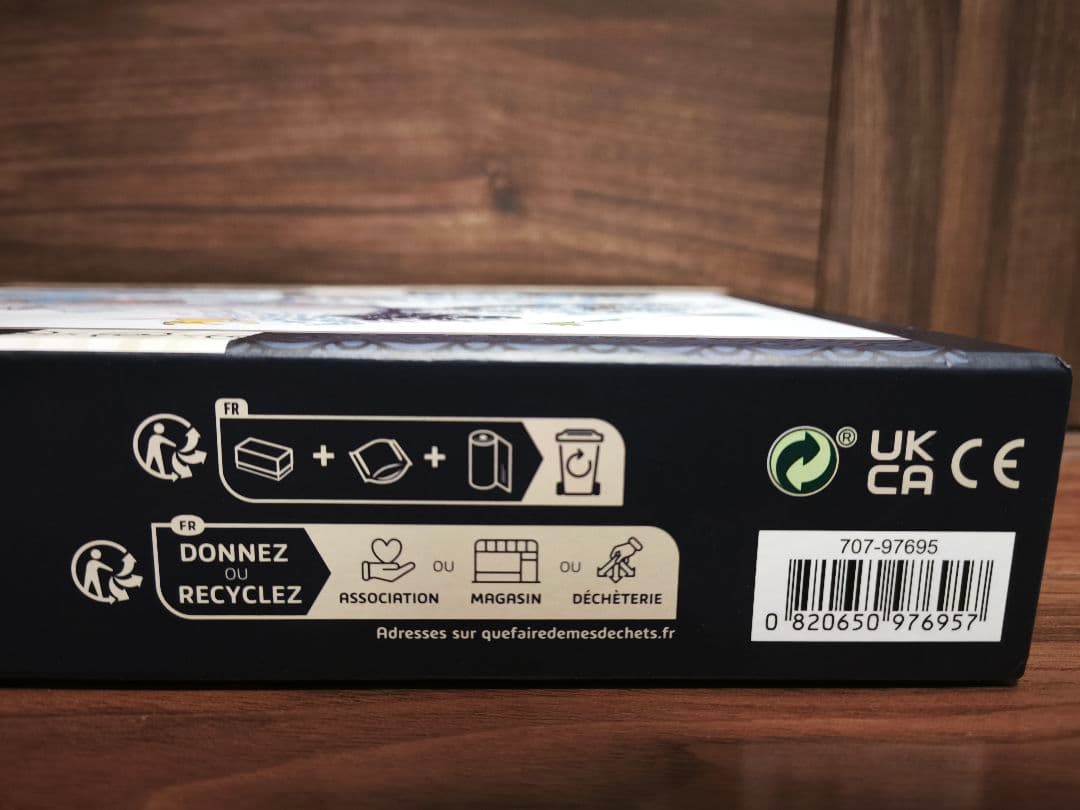 FR
+ +
®
UK
CA
CE
FR
DONNEZ
OU
RECYCLEZ
OU OU
ASSOCIATION MAGASIN DÉCHÈTERIE
Adresses sur quefairedemesdechets.fr
707-97695
0 820650 976957